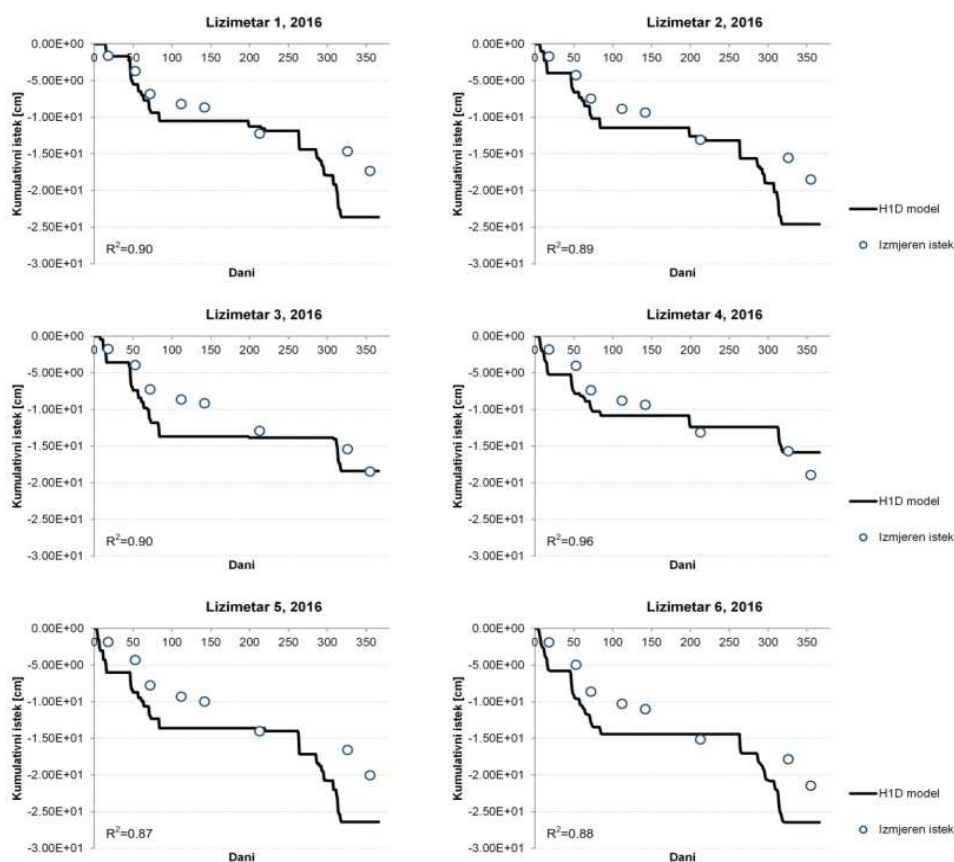 Lizimetar 1, 2016
0.00E+00
0 50 100 150 200 250 300 350
-5.00E+00
-1.00E+01
-1.50E+01
-2.00E+01
-2.50E+01
-3.00E+01
Kumulativni istek [cm]
R²=0.90
Dani
Lizimetar 2, 2016
0.00E+00
0 50 100 150 200 250 300 350
-5.00E+00
-1.00E+01
-1.50E+01
-2.00E+01
-2.50E+01
-3.00E+01
Kumulativni istek [cm]
R²=0.89
Dani
H1D model
Izmjeren istek
Lizimetar 3, 2016
0.00E+00
0 50 100 150 200 250 300 350
-5.00E+00
-1.00E+01
-1.50E+01
-2.00E+01
-2.50E+01
-3.00E+01
Kumulativni istek [cm]
R²=0.90
Dani
Lizimetar 4, 2016
0.00E+00
0 50 100 150 200 250 300 350
-5.00E+00
-1.00E+01
-1.50E+01
-2.00E+01
-2.50E+01
-3.00E+01
Kumulativni istek [cm]
R²=0.96
Dani
H1D model
Izmjeren istek
Lizimetar 5, 2016
0.00E+00
0 50 100 150 200 250 300 350
-5.00E+00
-1.00E+01
-1.50E+01
-2.00E+01
-2.50E+01
-3.00E+01
Kumulativni istek [cm]
R²=0.87
Dani
Lizimetar 6, 2016
0.00E+00
0 50 100 150 200 250 300 350
-5.00E+00
-1.00E+01
-1.50E+01
-2.00E+01
-2.50E+01
-3.00E+01
Kumulativni istek [cm]
R²=0.88
Dani
H1D model
Izmjeren istek